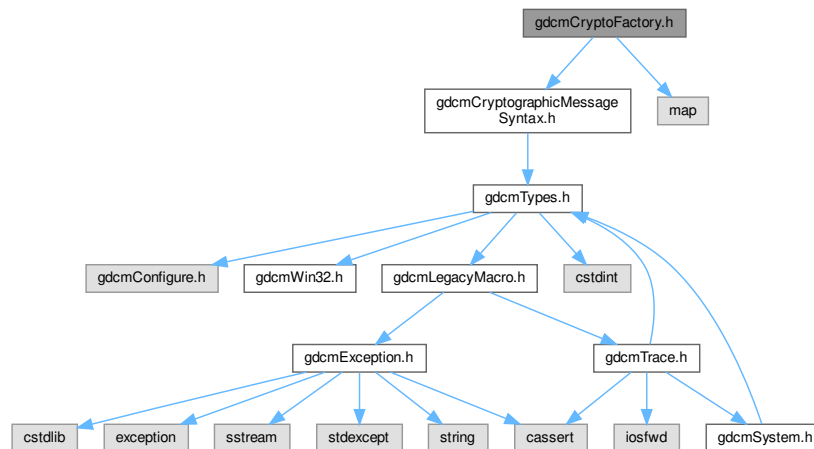 gdcmCryptoFactory.h
gdcmCryptographicMessage
Syntax.h
map
gdcmTypes.h
gdcmConfigure.h
gdcmWin32.h
gdcmLegacyMacro.h
cstdint
gdcmException.h
gdcmTrace.h
cstdlib
exception
sstream
stdexcept
string
cassert
iosfwd
gdcmSystem.h